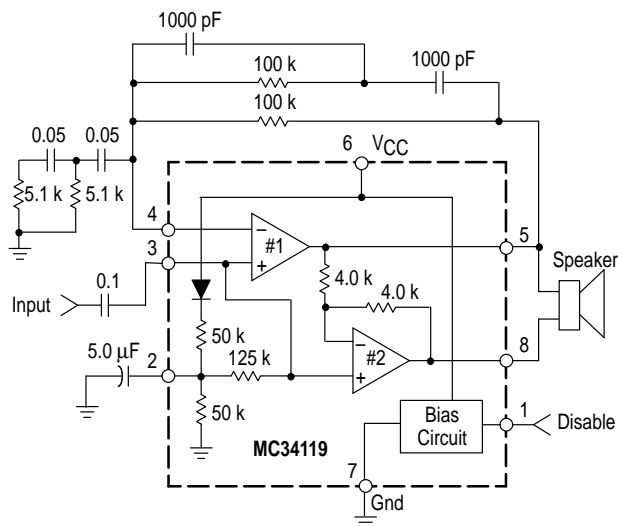 1000 pF
100 k
1000 pF
100 k
0.05
0.05
6
VCC
5.1 k
5.1 k
4
5
3
#1
Speaker
0.1
4.0 k
Input
4.0 k
50 k
5.0 µF
2
125 k
#2
8
50 k
1
Bias
Circuit
Disable
MC34119
7
Gnd